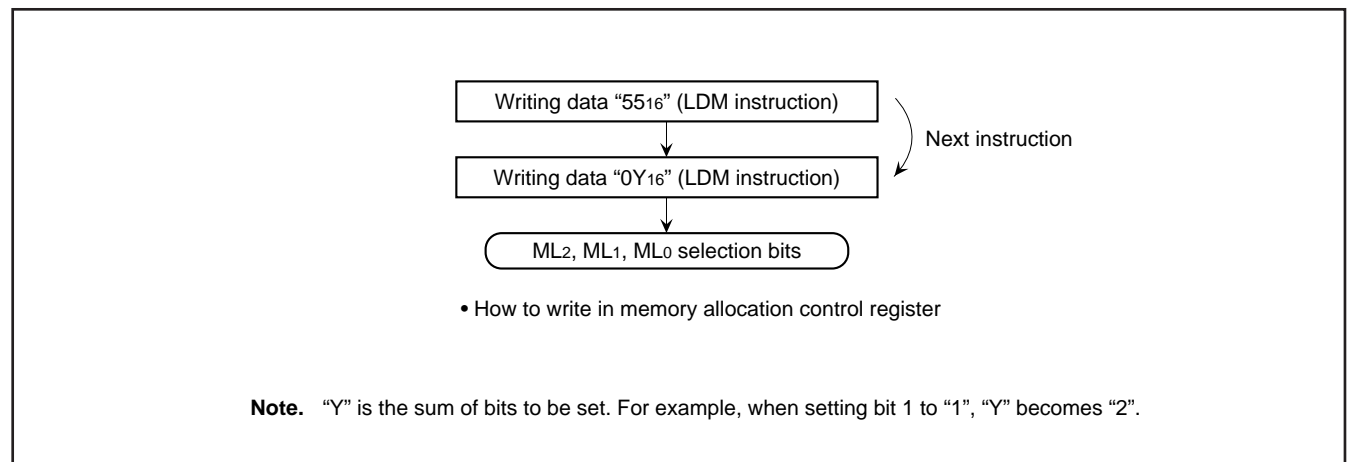 Writing data “5516” (LDM instruction)
Next instruction
Writing data “0Y16” (LDM instruction)
ML2, ML1, ML0 selection bits
• How to write in memory allocation control register
Note. “Y” is the sum of bits to be set. For example, when setting bit 1 to “1”, “Y” becomes “2”.